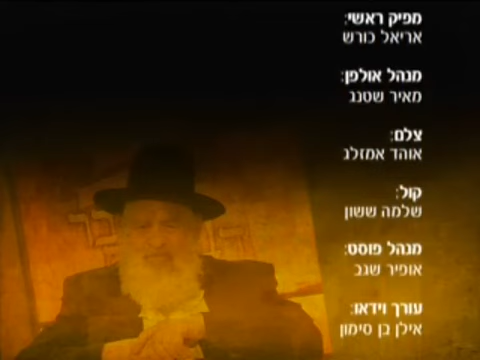 מפיק ראשי:
אריאל כורש
מנהל אולפן:
מאיר שטנג
צלם:
אוהד אמזלג
קול:
שלמה ששון
מנהל פוסט:
אופיר שגב
עורך וידאו:
אילן בן סימון